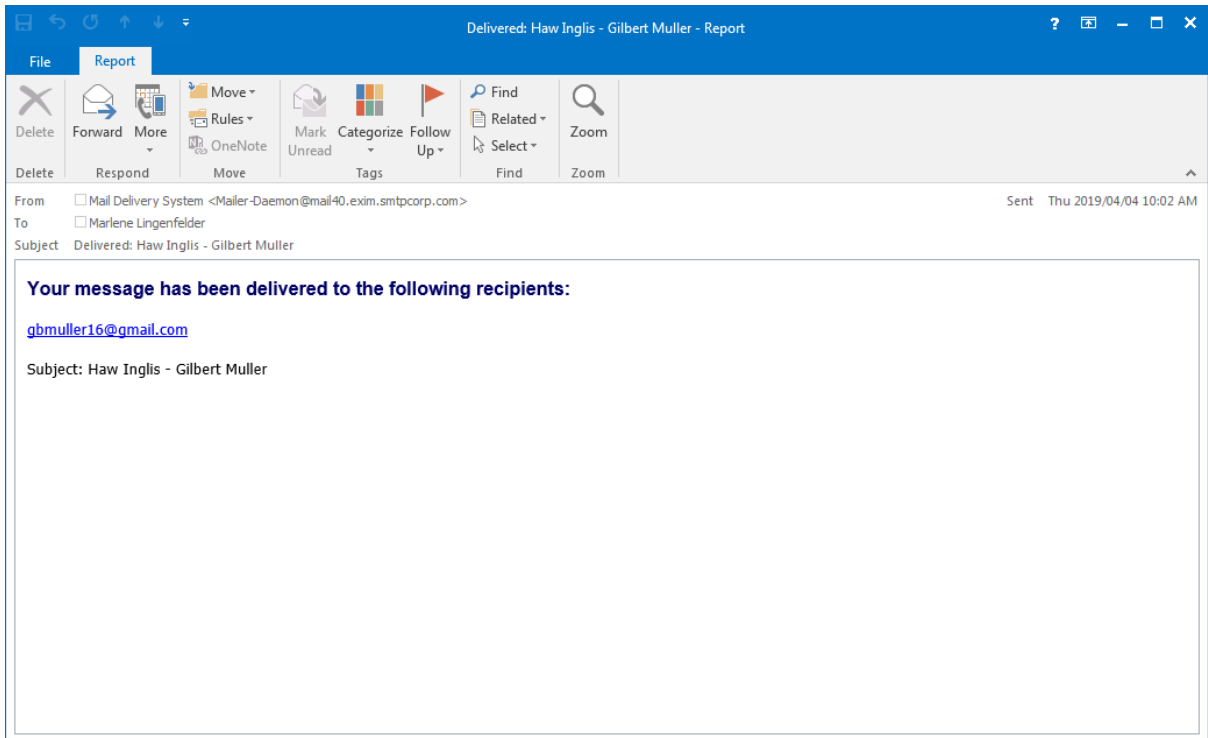 Delivered: Haw Inglis - Gilbert Muller - Report
?
File Report
Delete Forward More Move Rules OneNote Mark Unread Categorize Follow Up Find Related Select Zoom
Delete Respond Move Tags Find Zoom
From Mail Delivery System <Mailer-Daemon@mail40.exim.smtpcorp.com> Sent Thu 2019/04/04 10:02 AM
To Marlene Lingenfelder
Subject Delivered: Haw Inglis - Gilbert Muller
Your message has been delivered to the following recipients:
gbmuller16@gmail.com
Subject: Haw Inglis - Gilbert Muller